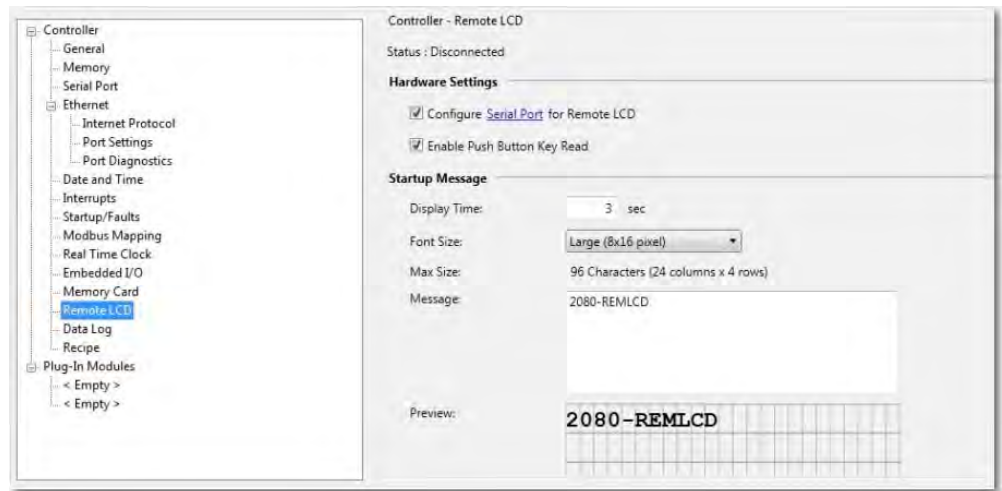 Controller
General
Memory
Serial Port
Ethernet
Internet Protocol
Port Settings
Port Diagnostics
Date and Time
Interrupts
Startup/Faults
Modbus Mapping
Real Time Clock
Embedded I/O
Memory Card
Remote LCD
Data Log
Recipe
Plug-In Modules
< Empty >
< Empty >
Controller - Remote LCD
Status : Disconnected
Hardware Settings
Configure Serial Port for Remote LCD
Enable Push Button Key Read
Startup Message
Display Time: 3 sec
Font Size: Large (8x16 pixel)
Max Size: 96 Characters (24 columns x 4 rows)
Message: 2080-REMLCD
Preview: 2080-REMLCD